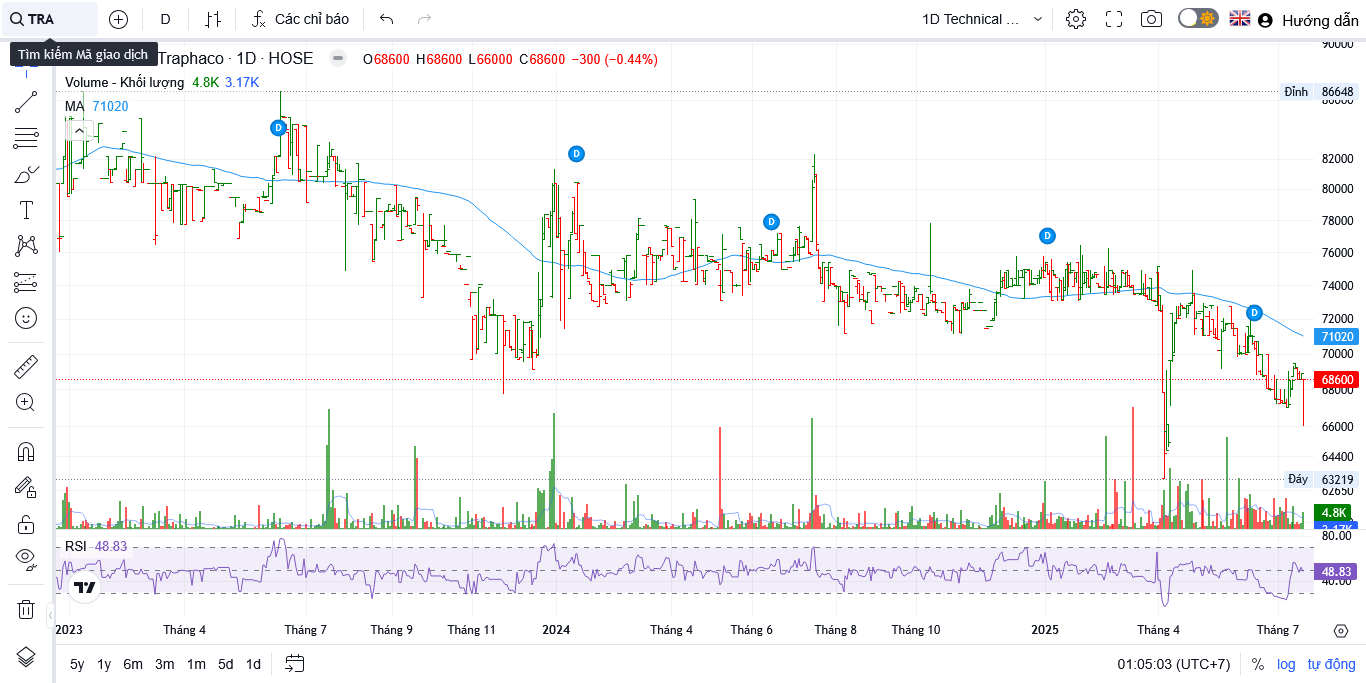 TRA
D
Các chỉ báo
1D Technical ...
Hướng dẫn
Tìm kiếm Mã giao dịch
Traphaco · 1D · HOSE
O68600 H68600 L66000 C68600 −300 (−0.44%)
Volume - Khối lượng 4.8K 3.17K
MA 71020
90000
Đỉnh 86648
86000
D
D
82000
80000
D
78000
D
76000
74000
D
72000
71020
70000
68600
68000
66000
64400
Đáy 63219
62650
4.8K
3.17K
RSI 48.83
80.00
48.83
40.00
2023 Tháng 4 Tháng 7 Tháng 9 Tháng 11 2024 Tháng 4 Tháng 6 Tháng 8 Tháng 10 2025 Tháng 4 Tháng 7
5y 1y 6m 3m 1m 5d 1d
01:05:03 (UTC+7) % log tự động